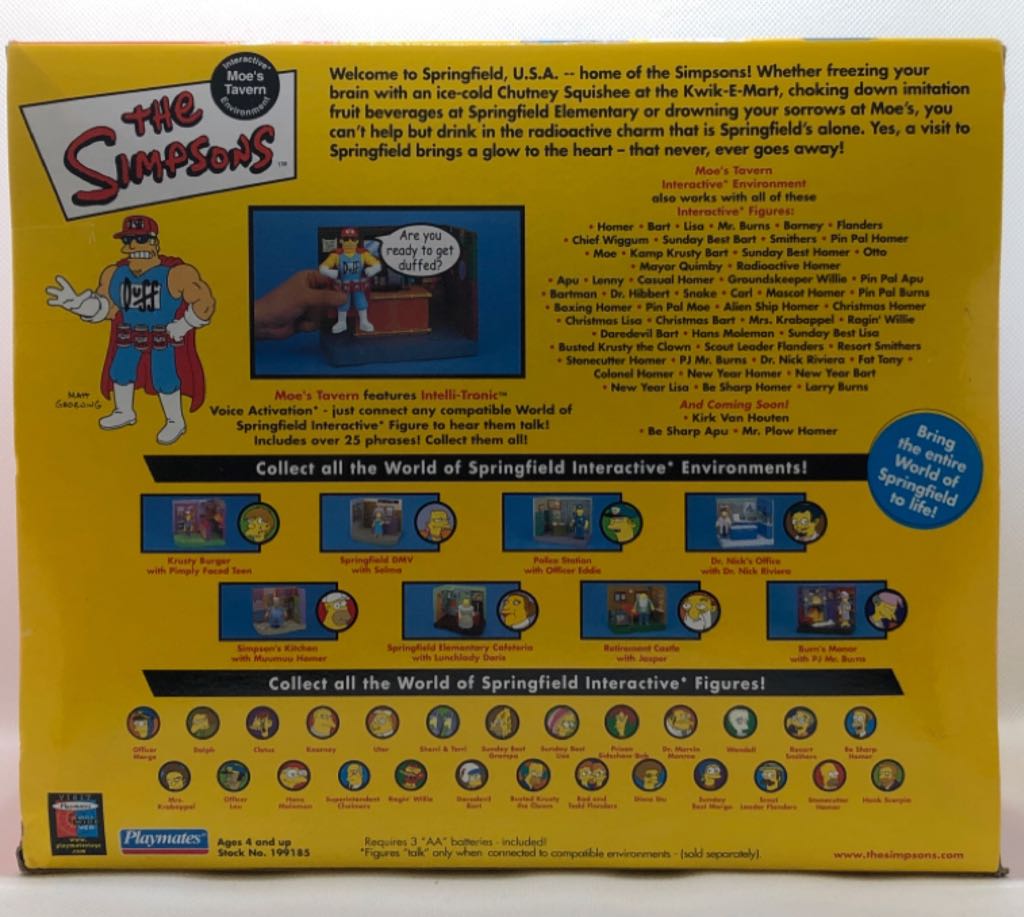 Interactive*
Moe's
Tavern
Environment
THE
SIMPSONS™
Welcome to Springfield, U.S.A. -- home of the Simpsons! Whether freezing your
brain with an ice-cold Chutney Squishee at the Kwik-E-Mart, choking down imitation
fruit beverages at Springfield Elementary or drowning your sorrows at Moe's, you
can't help but drink in the radioactive charm that is Springfield's alone. Yes, a visit to
Springfield brings a glow to the heart – that never, ever goes away!
Moe's Tavern
Interactive* Environment
also works with all of these
Interactive* Figures:
• Homer • Bart • Lisa • Mr. Burns • Barney • Flanders
• Chief Wiggum • Sunday Best Bart • Smithers • Pin Pal Homer
• Moe • Kamp Krusty Bart • Sunday Best Homer • Otto
• Mayor Quimby • Radioactive Homer
• Apu • Lenny • Casual Homer • Groundskeeper Willie • Pin Pal Apu
• Bartman • Dr. Hibbert • Snake • Carl • Mascot Homer • Pin Pal Burns
• Boxing Homer • Pin Pal Moe • Alien Ship Homer • Christmas Homer
• Christmas Lisa • Christmas Bart • Mrs. Krabappel • Ragin' Willie
• Daredevil Bart • Hans Moleman • Sunday Best Lisa
• Busted Krusty the Clown • Scout Leader Flanders • Resort Smithers
• Stonecutter Homer • PJ Mr. Burns • Dr. Nick Riviera • Fat Tony •
Colonel Homer • New Year Homer • New Year Bart
• New Year Lisa • Be Sharp Homer • Larry Burns
And Coming Soon!
• Kirk Van Houten
• Be Sharp Apu • Mr. Plow Homer
Are you
ready to get
duffed?
DUFF
DUFF
DUFF
MATT
GROENING
Moe's Tavern features Intelli-Tronic™
Voice Activation* - just connect any compatible World of
Springfield Interactive* Figure to hear them talk!
Includes over 25 phrases! Collect them all!
Bring
the entire
World of
Springfield
to life!
Collect all the World of Springfield Interactive* Environments!
Krusty Burger
with Pimply Faced Teen
Springfield DMV
with Selma
Police Station
with Officer Eddie
Dr. Nick's Office
with Dr. Nick Riviera
Simpson's Kitchen
with Muumuu Homer
Springfield Elementary Cafeteria
with Lunchlady Doris
Retirement Castle
with Jasper
Burn's Manor
with PJ Mr. Burns
Collect all the World of Springfield Interactive* Figures!
Officer
Marge
Ralph
Cletus
Kearney
Uter
Sherri & Terri
Sunday Best
Grampa
Sunday Best
Lisa
Prison
Sideshow Bob
Dr. Marvin
Monroe
Wendell
Resort
Smithers
Be Sharp
Homer
Mrs.
Krabappel
Officer
Lou
Hans
Moleman
Superintendent
Chalmers
Ragin' Willie
Daredevil
Bart
Busted Krusty
the Clown
Rod and
Todd Flanders
Disco Stu
Sunday
Best Marge
Scout
Leader Flanders
Stonecutter
Homer
Hank Scorpio
VISIT
Playmates
www.
playmatestoys
.com
Playmates®
Ages 4 and up
Stock No. 199185
Requires 3 "AA" batteries - included!
*Figures "talk" only when connected to compatible environments - (sold separately).
www.thesimpsons.com